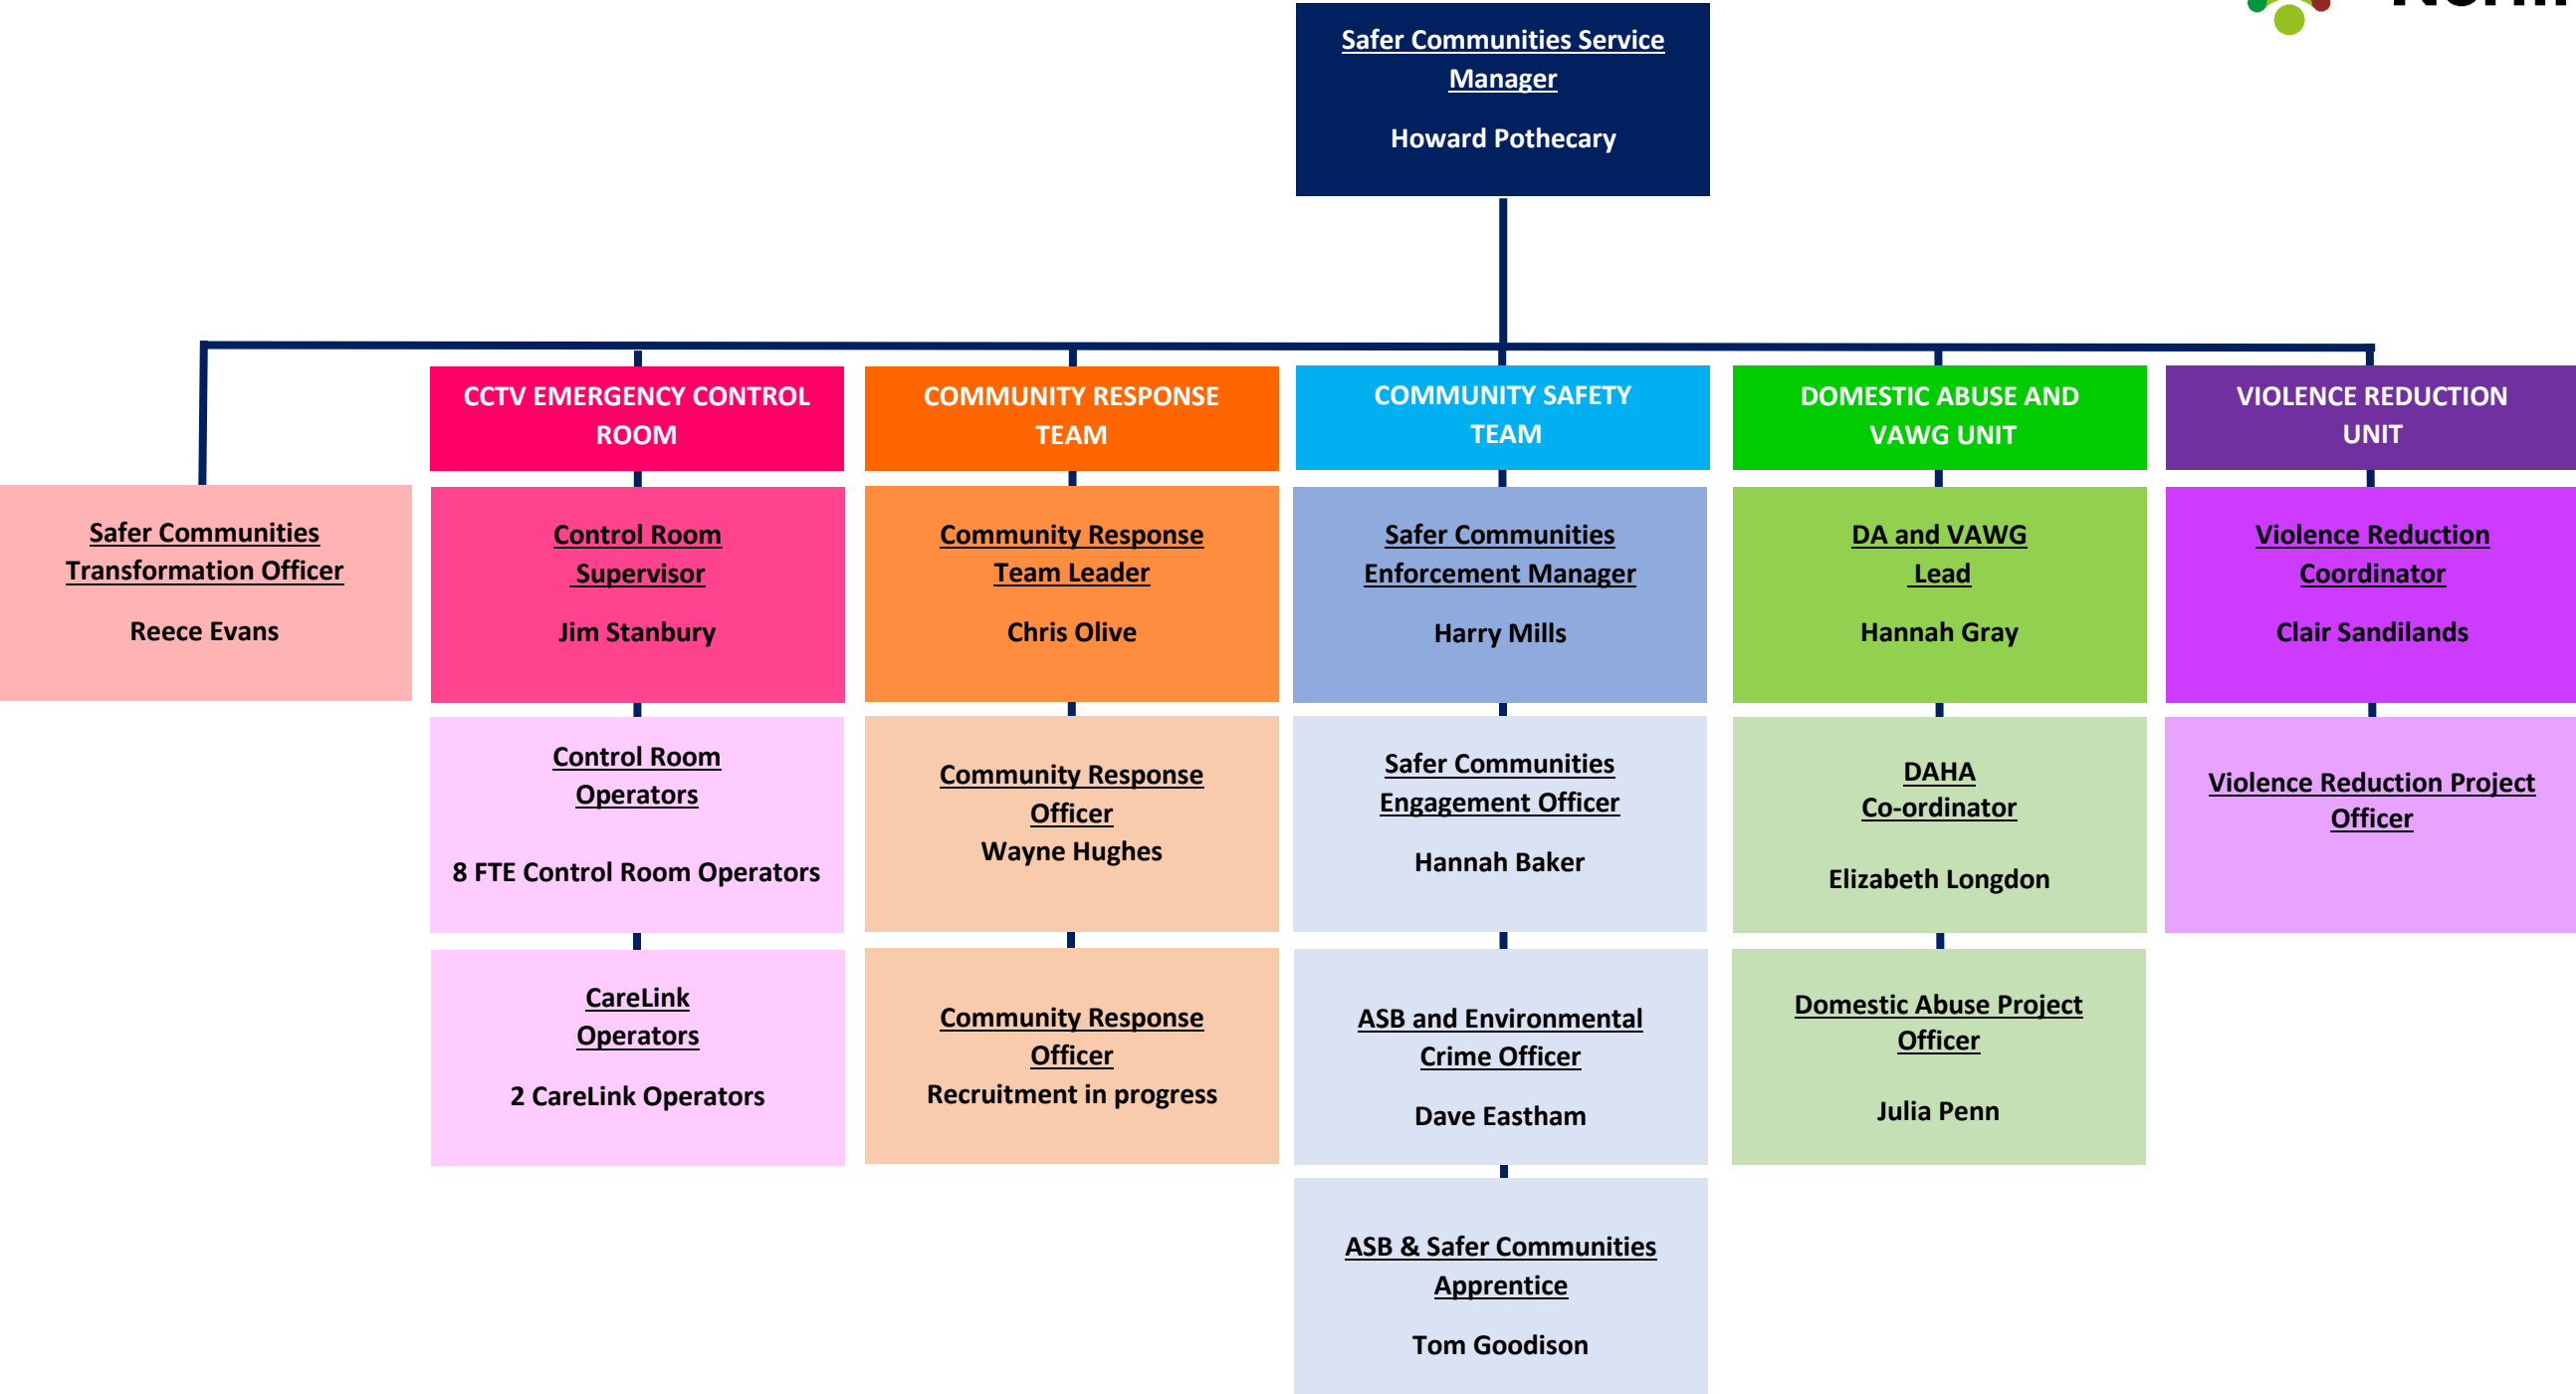 Safer Communities Service
Manager
Howard Pothecary
CCTV EMERGENCY CONTROL
ROOM
COMMUNITY RESPONSE
TEAM
COMMUNITY SAFETY
TEAM
DOMESTIC ABUSE AND
VAWG UNIT
VIOLENCE REDUCTION
UNIT
Safer Communities
Transformation Officer
Reece Evans
Control Room
Supervisor
Jim Stanbury
Community Response
Team Leader
Chris Olive
Safer Communities
Enforcement Manager
Harry Mills
DA and VAWG
Lead
Hannah Gray
Violence Reduction
Coordinator
Clair Sandilands
Control Room
Operators
8 FTE Control Room Operators
Community Response
Officer
Wayne Hughes
Safer Communities
Engagement Officer
Hannah Baker
DAHA
Co-ordinator
Elizabeth Longdon
Violence Reduction Project
Officer
CareLink
Operators
2 CareLink Operators
Community Response
Officer
Recruitment in progress
ASB and Environmental
Crime Officer
Dave Eastham
Domestic Abuse Project
Officer
Julia Penn
ASB & Safer Communities
Apprentice
Tom Goodison